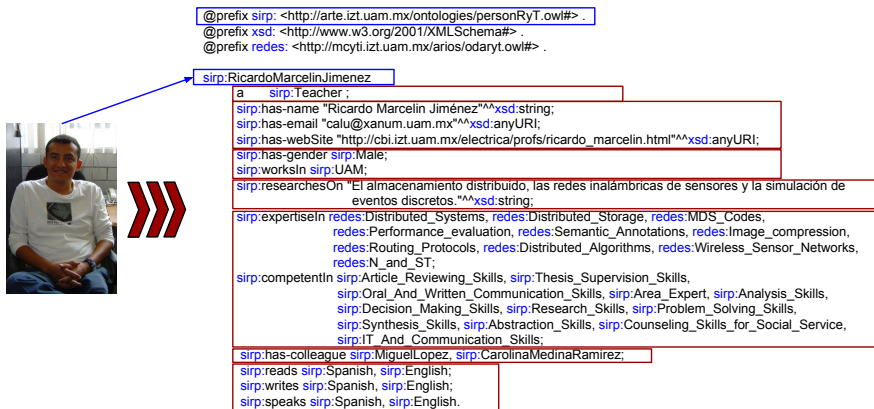 @prefix sirp: <http://arte.izt.uam.mx/ontologies/personRyT.owl#> .
@prefix xsd: <http://www.w3.org/2001/XMLSchema#> .
@prefix redes: <http://mcyti.izt.uam.mx/arios/odaryt.owl#> .
sirp:RicardoMarcelinJimenez
a sirp:Teacher ;
sirp:has-name "Ricardo Marcelin Jiménez"^^xsd:string;
sirp:has-email "calu@xanum.uam.mx"^^xsd:anyURI;
sirp:has-webSite "http://cbi.izt.uam.mx/electrica/profs/ricardo_marcelin.html"^^xsd:anyURI;
sirp:has-gender sirp:Male;
sirp:worksIn sirp:UAM;
sirp:researchesOn "El almacenamiento distribuido, las redes inalámbricas de sensores y la simulación de
eventos discretos."^^xsd:string;
sirp:expertiseIn redes:Distributed_Systems, redes:Distributed_Storage, redes:MDS_Codes,
redes:Performance_evaluation, redes:Semantic_Annotations, redes:Image_compression,
redes:Routing_Protocols, redes:Distributed_Algorithms, redes:Wireless_Sensor_Networks,
redes:N_and_ST;
sirp:competentIn sirp:Article_Reviewing_Skills, sirp:Thesis_Supervision_Skills,
sirp:Oral_And_Written_Communication_Skills, sirp:Area_Expert, sirp:Analysis_Skills,
sirp:Decision_Making_Skills, sirp:Research_Skills, sirp:Problem_Solving_Skills,
sirp:Synthesis_Skills, sirp:Abstraction_Skills, sirp:Counseling_Skills_for_Social_Service,
sirp:IT_And_Communication_Skills;
sirp:has-colleague sirp:MiguelLopez, sirp:CarolinaMedinaRamirez;
sirp:reads sirp:Spanish, sirp:English;
sirp:writes sirp:Spanish, sirp:English;
sirp:speaks sirp:Spanish, sirp:English.